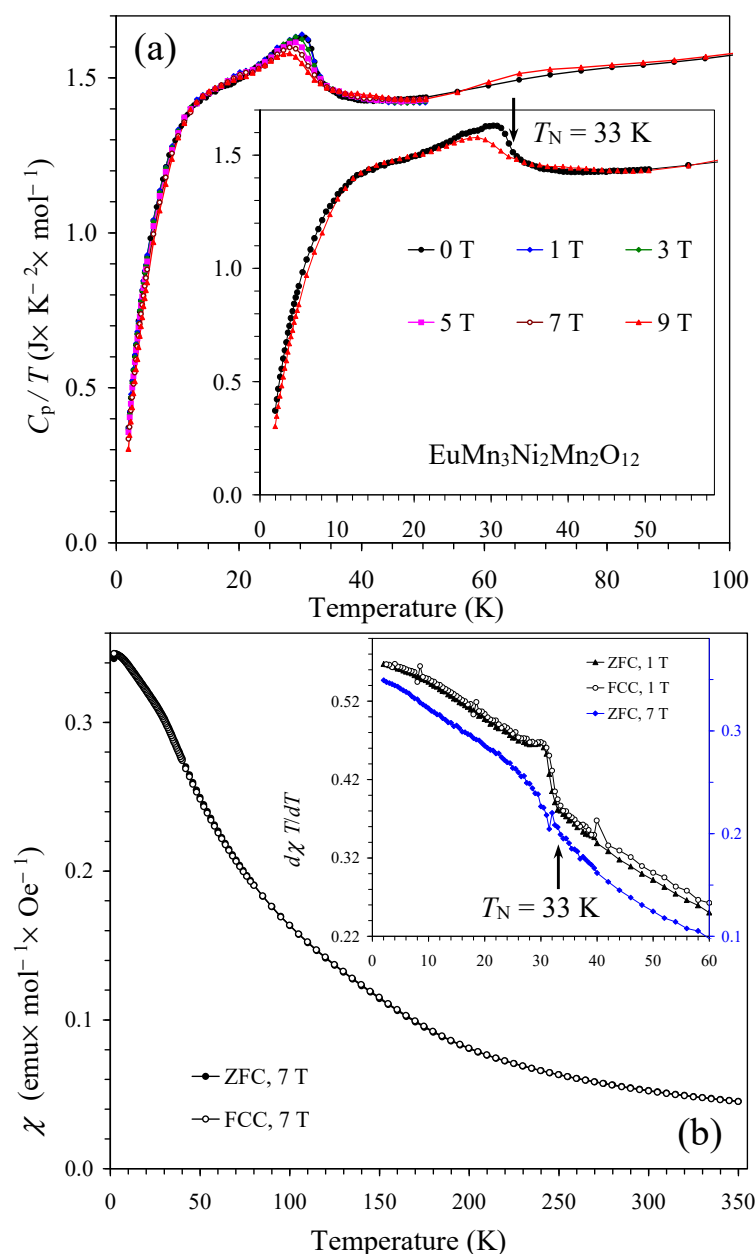 (a)
C_p / T (J× K⁻²× mol⁻¹)
0.0
0.5
1.0
1.5
0 20 40 60 80 100
Temperature (K)
T_N = 33 K
0 T 1 T 3 T
5 T 7 T 9 T
EuMn₃Ni₂Mn₂O₁₂
0.0
0.5
1.0
1.5
0 10 20 30 40 50
(b)
χ (emu× mol⁻¹× Oe⁻¹)
0.0
0.1
0.2
0.3
0 50 100 150 200 250 300 350
Temperature (K)
ZFC, 7 T
FCC, 7 T
ZFC, 1 T
FCC, 1 T
ZFC, 7 T
dχ T/dT
0.22
0.32
0.42
0.52
0.1
0.2
0.3
0 10 20 30 40 50 60
T_N = 33 K